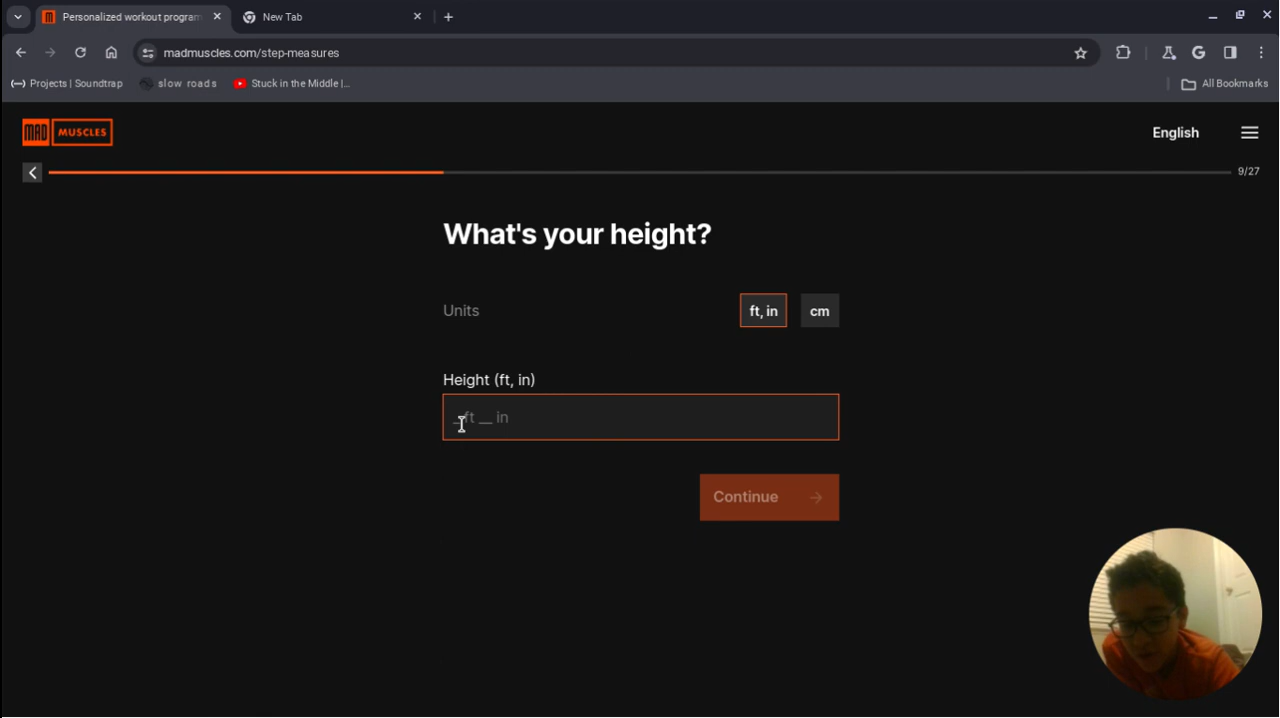 Personalized workout program
New Tab
madmuscles.com/step-measures
Projects | Soundtrap
slow roads
Stuck in the Middle |...
All Bookmarks
MAD MUSCLES
English
9/27
What's your height?
Units
ft, in
cm
Height (ft, in)
_ ft __ in
Continue